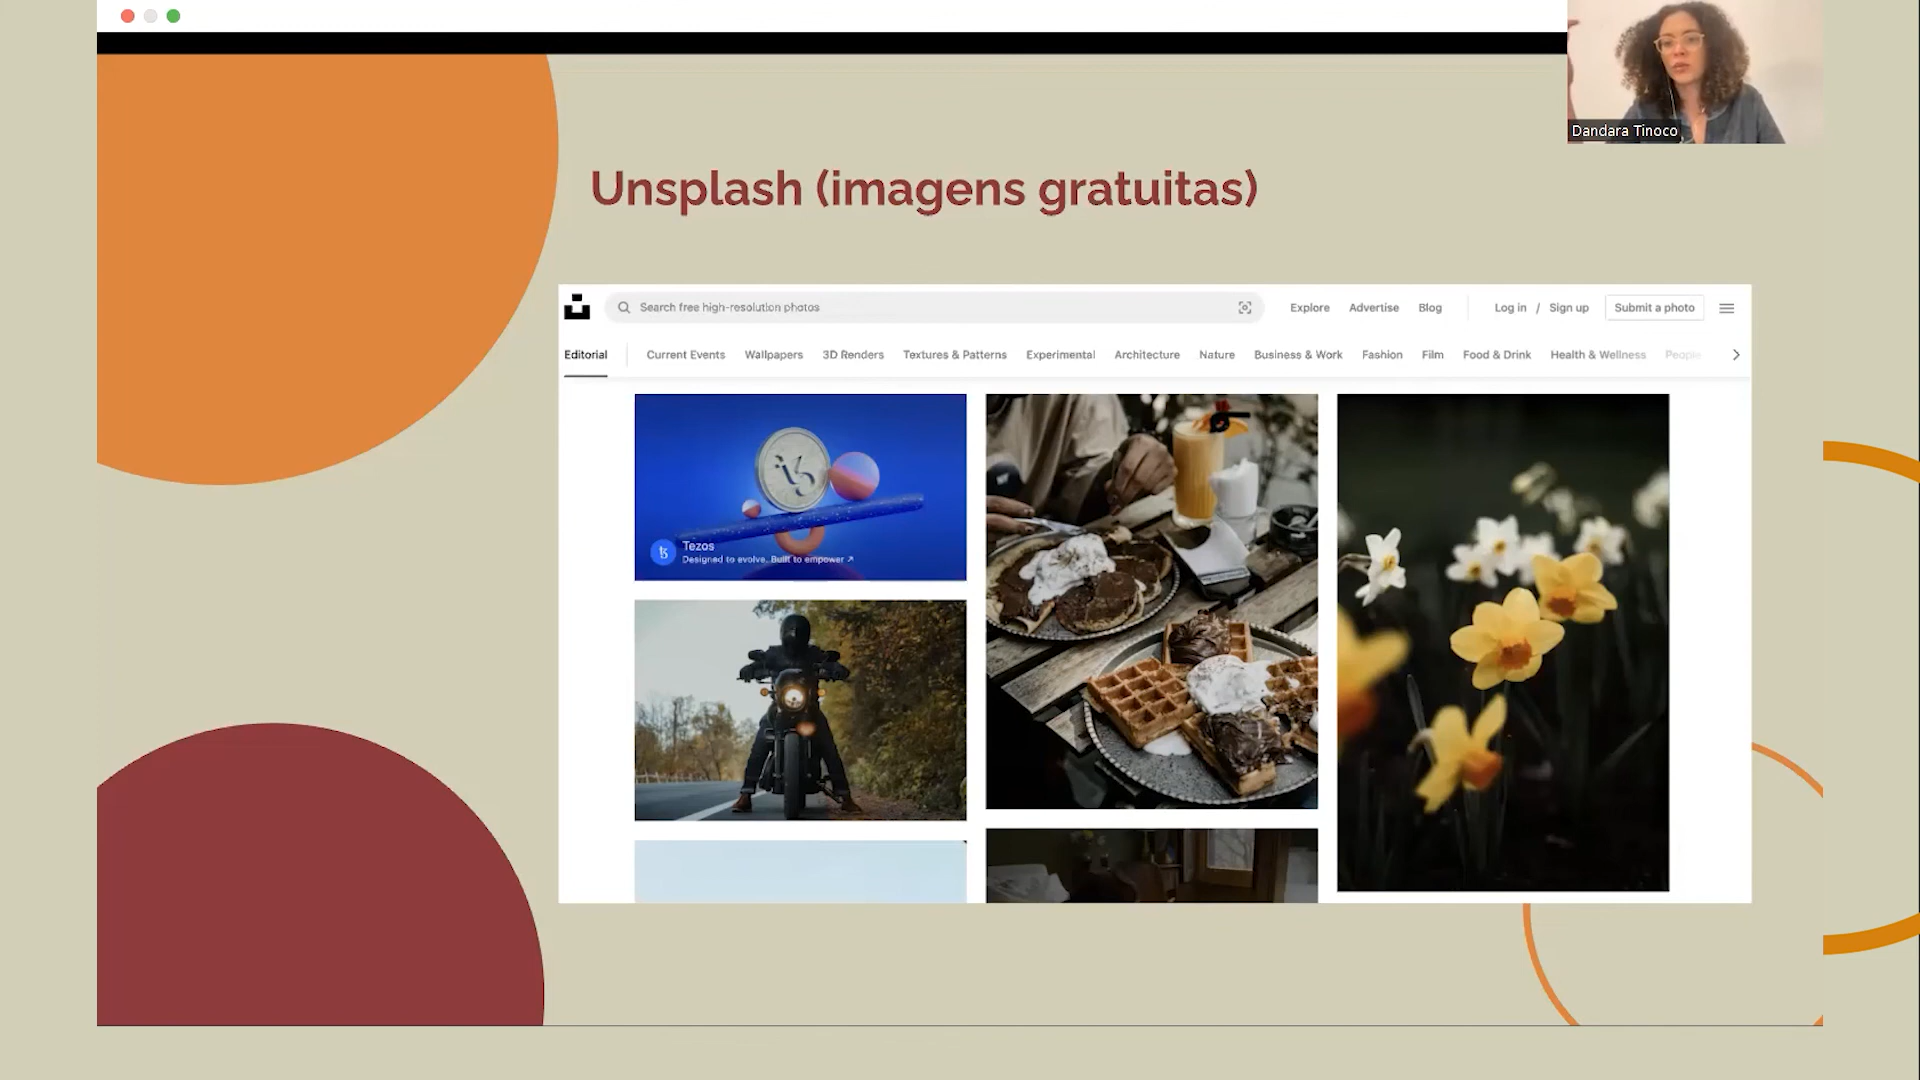 Dandara Tinoco
Unsplash (imagens gratuitas)
Search free high-resolution photos
Explore Advertise Blog Log in / Sign up Submit a photo
Editorial Current Events Wallpapers 3D Renders Textures & Patterns Experimental Architecture Nature Business & Work Fashion Film Food & Drink Health & Wellness People
Tezos
Designed to evolve. Built to empower ↗